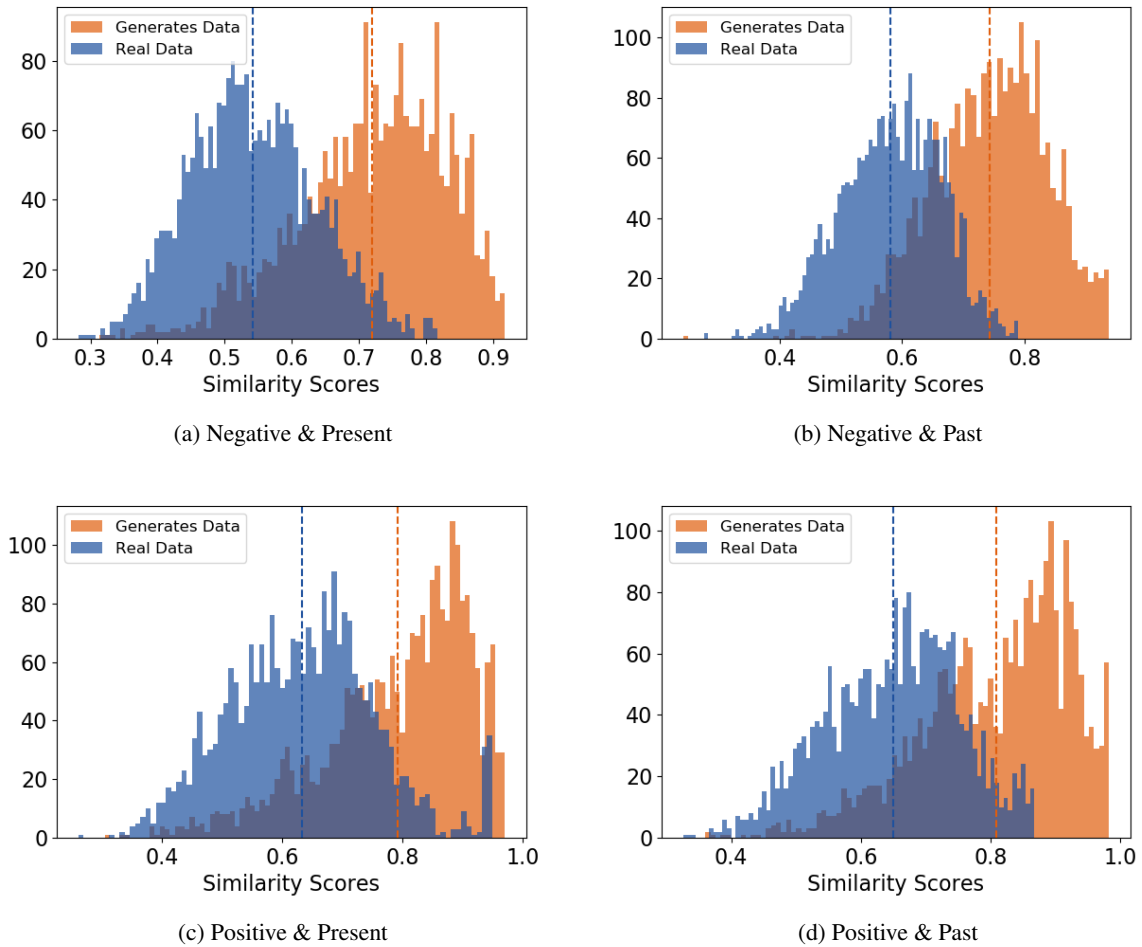 Generates Data
Real Data
80
60
40
20
0
0.3 0.4 0.5 0.6 0.7 0.8 0.9
Similarity Scores
(a) Negative & Present
Generates Data
Real Data
100
80
60
40
20
0
0.4 0.6 0.8
Similarity Scores
(b) Negative & Past
Generates Data
Real Data
100
80
60
40
20
0
0.4 0.6 0.8 1.0
Similarity Scores
(c) Positive & Present
Generates Data
Real Data
100
80
60
40
20
0
0.4 0.6 0.8 1.0
Similarity Scores
(d) Positive & Past